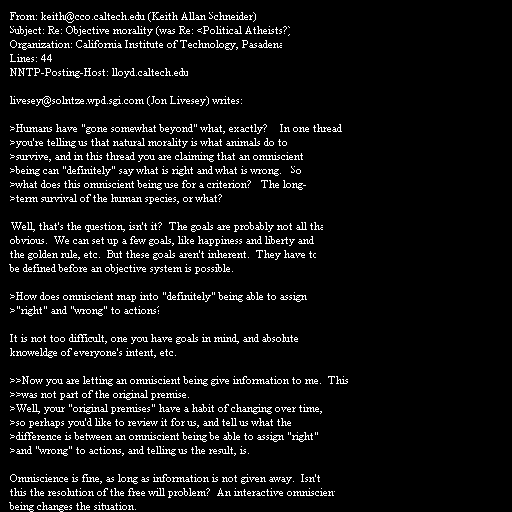 From: keith@cco.caltech.edu (Keith Allan Schneider)
Subject: Re: Objective morality (was Re: <Political Atheists?)
Organization: California Institute of Technology, Pasadena
Lines: 44
NNTP-Posting-Host: lloyd.caltech.edu
livesey@solntze.wpd.sgi.com (Jon Livesey) writes:
>Humans have "gone somewhat beyond" what, exactly? In one thread
>you're telling us that natural morality is what animals do to
>survive, and in this thread you are claiming that an omniscient
>being can "definitely" say what is right and what is wrong. So
>what does this omniscient being use for a criterion? The long-
>term survival of the human species, or what?
Well, that's the question, isn't it? The goals are probably not all tha
obvious. We can set up a few goals, like happiness and liberty and
the golden rule, etc. But these goals aren't inherent. They have to
be defined before an objective system is possible.
>How does omniscient map into "definitely" being able to assign
>"right" and "wrong" to actions?
It is not too difficult, one you have goals in mind, and absolute
knoweldge of everyone's intent, etc.
>>Now you are letting an omniscient being give information to me. This
>>was not part of the original premise.
>Well, your "original premises" have a habit of changing over time,
>so perhaps you'd like to review it for us, and tell us what the
>difference is between an omniscient being be able to assign "right"
>and "wrong" to actions, and telling us the result, is.
Omniscience is fine, as long as information is not given away. Isn't
this the resolution of the free will problem? An interactive omniscien
being changes the situation.